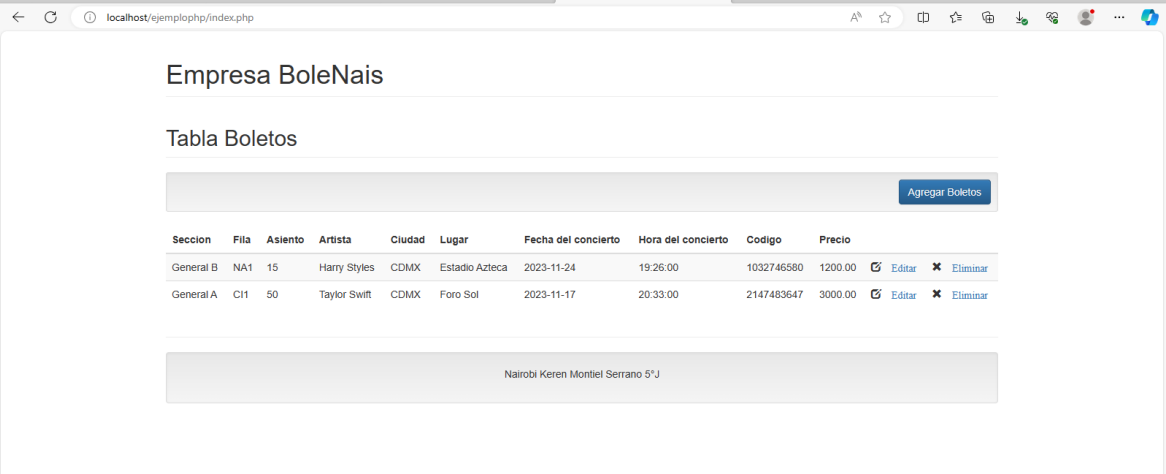 localhost/ejemplophp/index.php
Empresa BoleNais
Tabla Boletos
Agregar Boletos
Seccion Fila Asiento Artista Ciudad Lugar Fecha del concierto Hora del concierto Codigo Precio
General B NA1 15 Harry Styles CDMX Estadio Azteca 2023-11-24 19:26:00 1032746580 1200.00 Editar Eliminar
General A CI1 50 Taylor Swift CDMX Foro Sol 2023-11-17 20:33:00 2147483647 3000.00 Editar Eliminar
Nairobi Keren Montiel Serrano 5°J